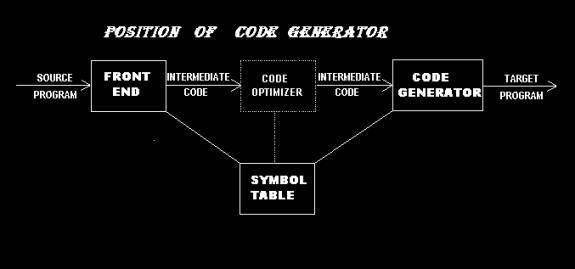 POSITION OF CODE GENERATOR
SOURCE
PROGRAM
FRONT
END
INTERMEDIATE
CODE
CODE
OPTIMIZER
INTERMEDIATE
CODE
CODE
GENERATOR
TARGET
PROGRAM
SYMBOL
TABLE